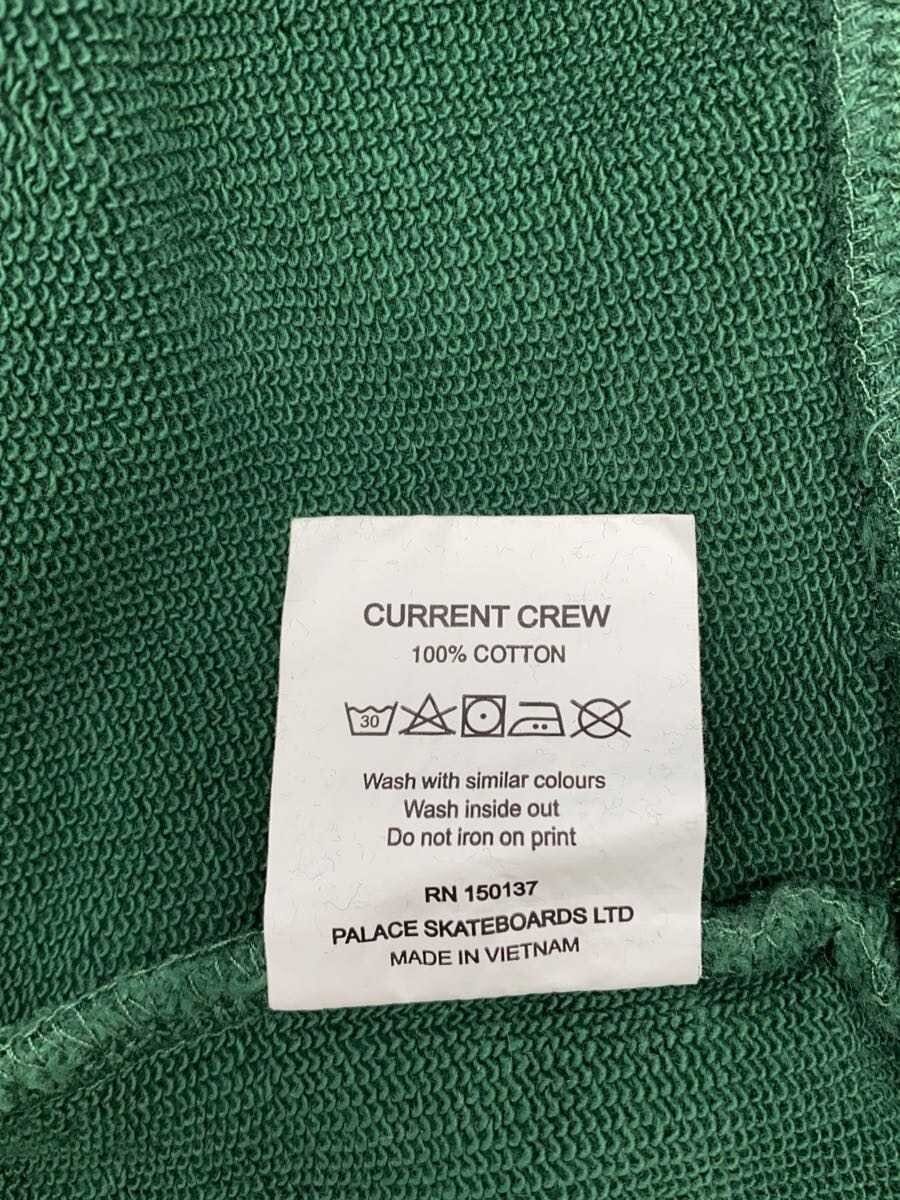 CURRENT CREW
100% COTTON
30
Wash with similar colours
Wash inside out
Do not iron on print
RN 150137
PALACE SKATEBOARDS LTD
MADE IN VIETNAM